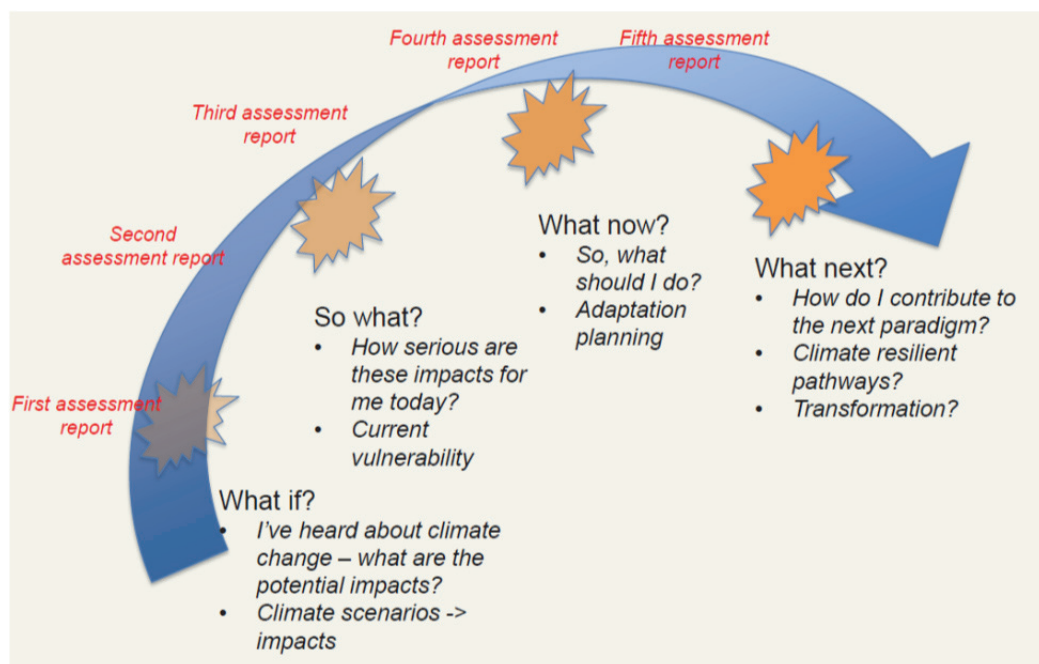 Fourth assessment
report
Fifth assessment
report
Third assessment
report
Second
assessment report
First assessment
report
What if?
• I've heard about climate
change – what are the
potential impacts?
• Climate scenarios ->
impacts
So what?
• How serious are
these impacts for
me today?
• Current
vulnerability
What now?
• So, what
should I do?
• Adaptation
planning
What next?
• How do I contribute to
the next paradigm?
• Climate resilient
pathways?
• Transformation?